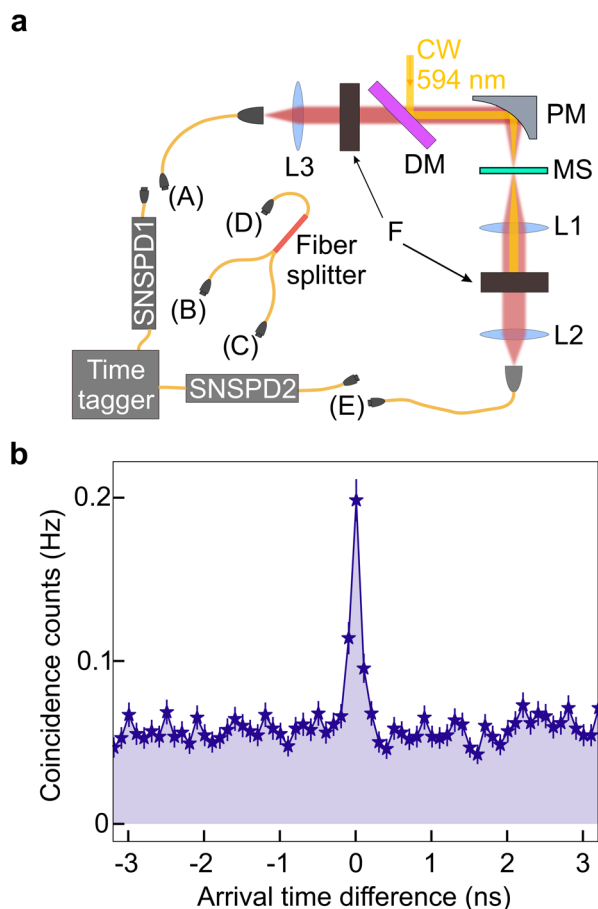 a
CW
594 nm
PM
DM
L3
MS
(A)
F
L1
(D)
Fiber
splitter
SNSPD1
(B)
(C)
L2
Time
tagger
SNSPD2
(E)
b
Coincidence counts (Hz)
0.2
0.1
0
-3 -2 -1 0 1 2 3
Arrival time difference (ns)